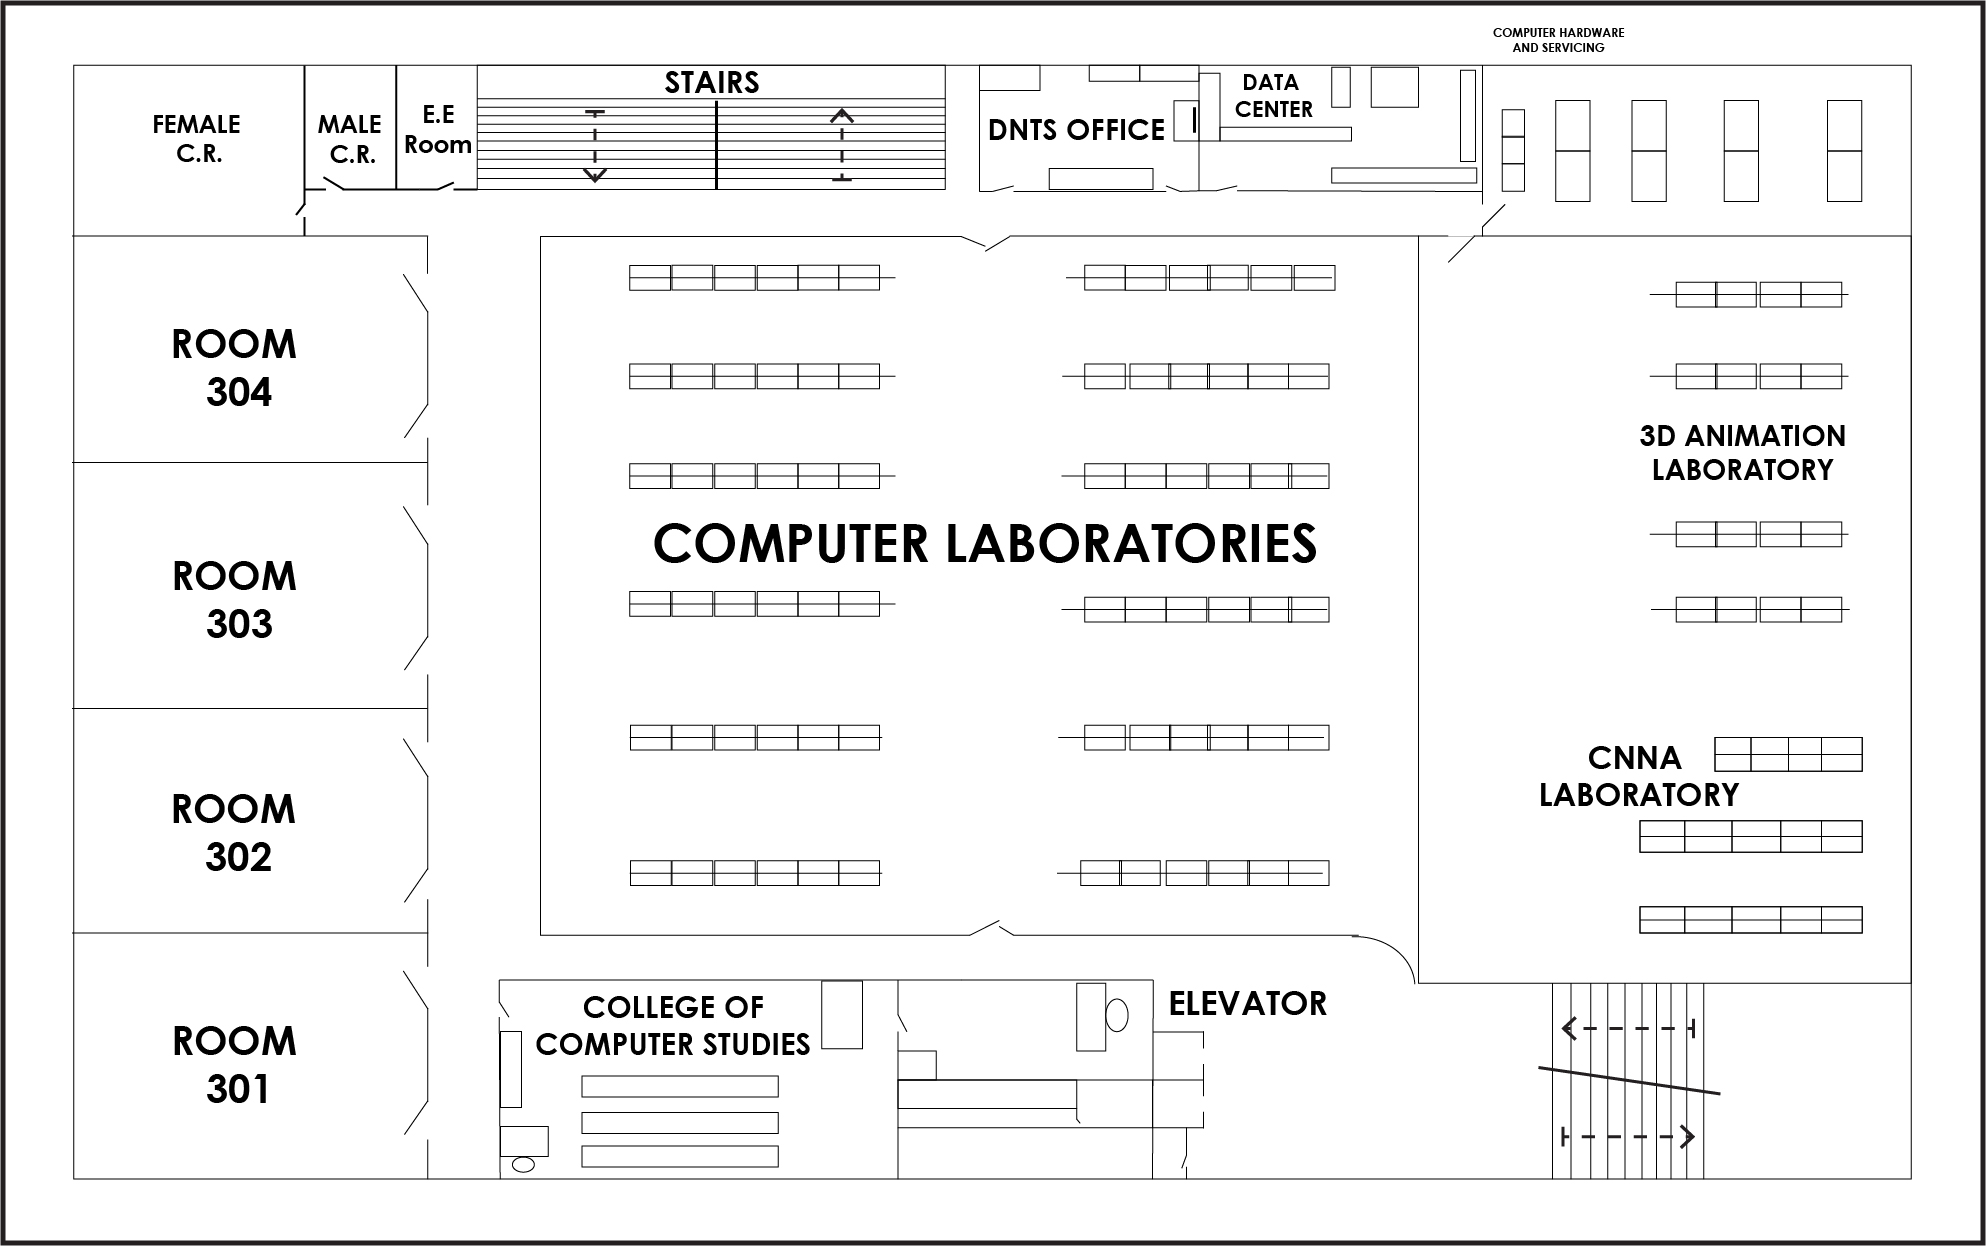 COMPUTER HARDWARE
AND SERVICING
FEMALE
C.R.
MALE
C.R.
E.E
Room
STAIRS
DNTS OFFICE
DATA
CENTER
ROOM
304
ROOM
303
ROOM
302
ROOM
301
COMPUTER LABORATORIES
3D ANIMATION
LABORATORY
CNNA
LABORATORY
COLLEGE OF
COMPUTER STUDIES
ELEVATOR